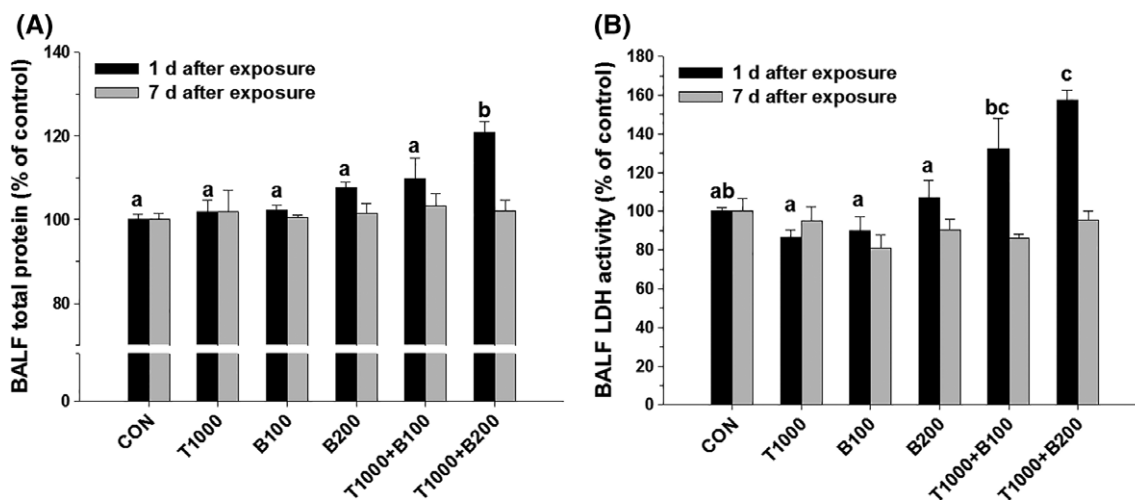 (A)
BALF total protein (% of control)
140
120
100
80
0
1 d after exposure
7 d after exposure
a
a
a
a
a
b
CON
T1000
B100
B200
T1000+B100
T1000+B200
(B)
BALF LDH activity (% of control)
180
160
140
120
100
80
60
40
20
0
1 d after exposure
7 d after exposure
ab
a
a
a
bc
c
CON
T1000
B100
B200
T1000+B100
T1000+B200